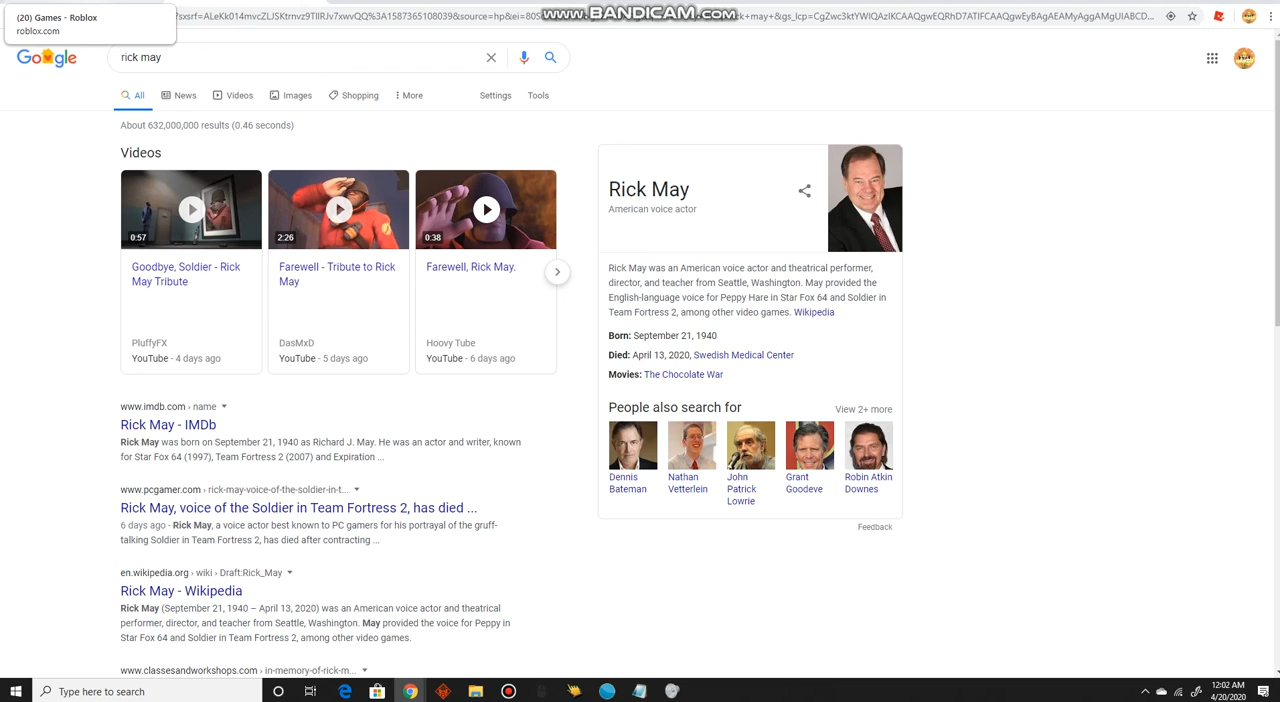 (20) Games - Roblox
roblox.com
?sxsrf=ALeKk014mvcZLJSKtrnvz9TlIRJv7xwvQQ%3A1587365108039&source=hp&ei=80S
www.BANDICAM.com
k+may+&gs_lcp=CgZwc3ktYWIQAzIKCAAQgwEQRhD7ATIFCAAQgwEyBAgAEAMyAggAMgUIABCD...
Google
rick may
All
News
Videos
Images
Shopping
More
Settings
Tools
About 632,000,000 results (0.46 seconds)
Videos
0:57
2:26
0:38
Goodbye, Soldier - Rick
May Tribute
Farewell - Tribute to Rick
May
Farewell, Rick May.
PluffyFX
YouTube - 4 days ago
DasMxD
YouTube - 5 days ago
Hoovy Tube
YouTube - 6 days ago
www.imdb.com › name
Rick May - IMDb
Rick May was born on September 21, 1940 as Richard J. May. He was an actor and writer, known
for Star Fox 64 (1997), Team Fortress 2 (2007) and Expiration ...
www.pcgamer.com › rick-may-voice-of-the-soldier-in-t...
Rick May, voice of the Soldier in Team Fortress 2, has died ...
6 days ago - Rick May, a voice actor best known to PC gamers for his portrayal of the gruff-
talking Soldier in Team Fortress 2, has died after contracting ...
en.wikipedia.org › wiki › Draft:Rick_May
Rick May - Wikipedia
Rick May (September 21, 1940 – April 13, 2020) was an American voice actor and theatrical
performer, director, and teacher from Seattle, Washington. May provided the voice for Peppy in
Star Fox 64 and Soldier in Team Fortress 2, among other video games.
www.classesandworkshops.com › in-memory-of-rick-m...
Rick May
American voice actor
Rick May was an American voice actor and theatrical performer,
director, and teacher from Seattle, Washington. May provided the
English-language voice for Peppy Hare in Star Fox 64 and Soldier in
Team Fortress 2, among other video games. Wikipedia
Born: September 21, 1940
Died: April 13, 2020, Swedish Medical Center
Movies: The Chocolate War
People also search for
View 2+ more
Dennis
Bateman
Nathan
Vetterlein
John
Patrick
Lowrie
Grant
Goodeve
Robin Atkin
Downes
Feedback
Type here to search
12:02 AM
4/20/2020